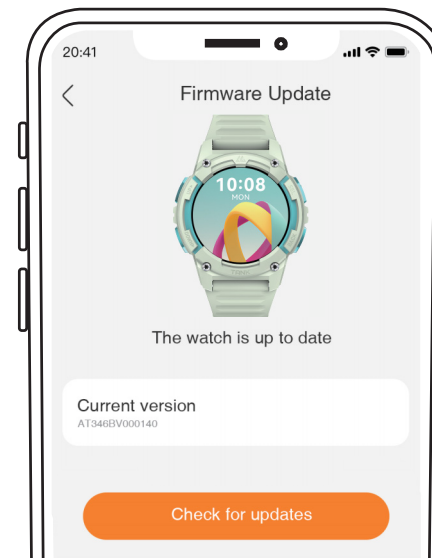 20:41
Firmware Update
10:08
MON
The watch is up to date
Current version
AT346BV000140
Check for updates